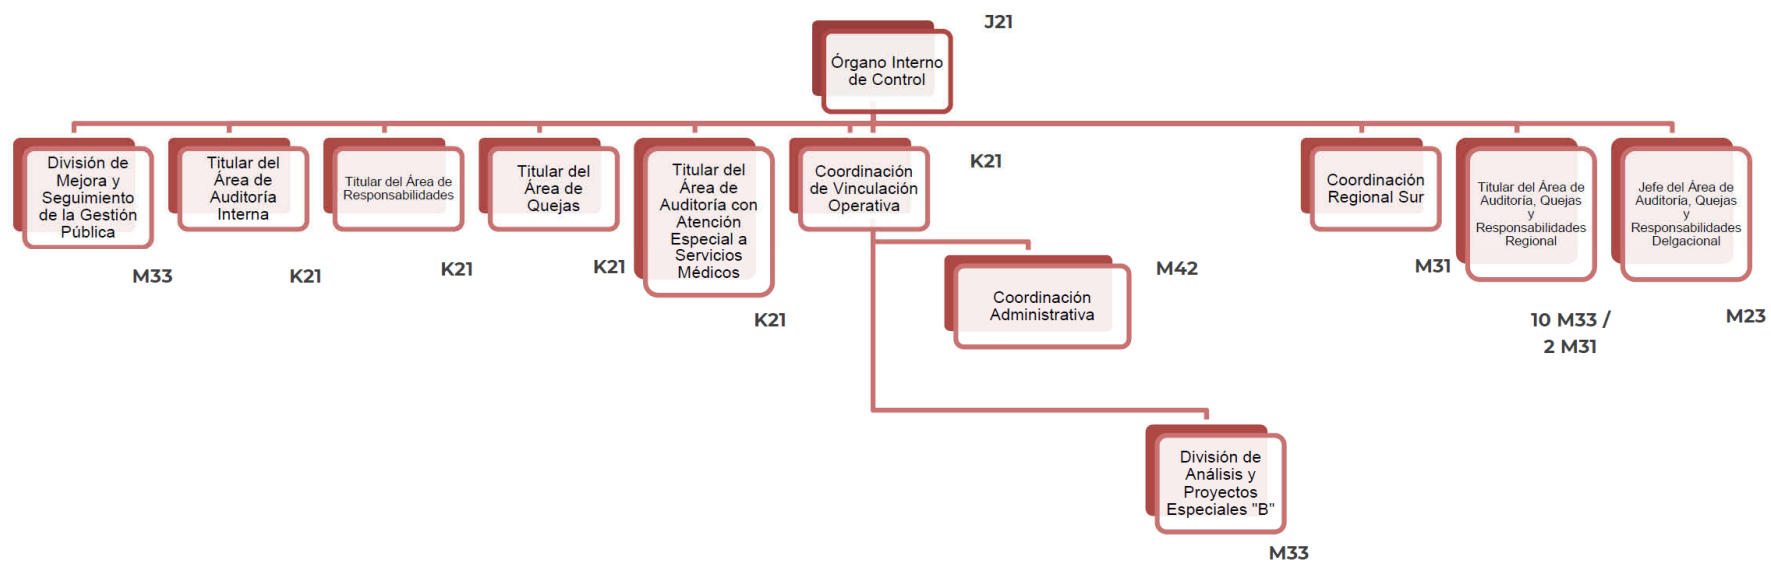 J21
Órgano Interno
de Control
División de
Mejora y
Seguimiento
de la Gestión
Pública
M33
Titular del
Área de
Auditoría
Interna
K21
Titular del Área de
Responsabilidades
K21
Titular del
Área de
Quejas
K21
Titular del
Área de
Auditoría con
Atención
Especial a
Servicios
Médicos
K21
Coordinación
de Vinculación
Operativa
K21
Coordinación
Administrativa
M42
División de
Análisis y
Proyectos
Especiales "B"
M33
Coordinación
Regional Sur
M31
Titular del Área de
Auditoría, Quejas
y
Responsabilidades
Regional
10 M33 /
2 M31
Jefe del Área de
Auditoría, Quejas
y
Responsabilidades
Delgacional
M23